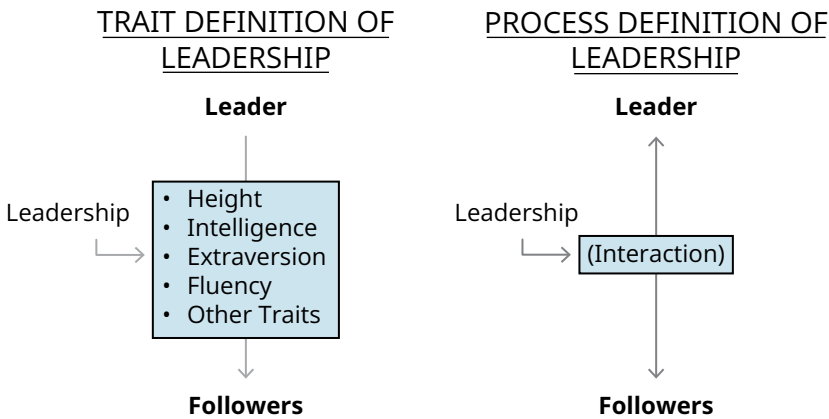 TRAIT DEFINITION OF
LEADERSHIP
Leader
Leadership
• Height
• Intelligence
• Extraversion
• Fluency
• Other Traits
Followers
PROCESS DEFINITION OF
LEADERSHIP
Leader
Leadership
(Interaction)
Followers